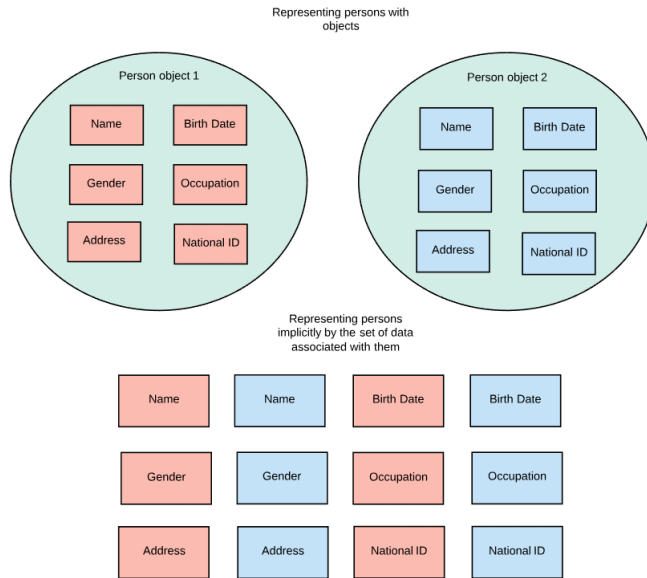 Representing persons with
objects
Person object 1
Name
Birth Date
Gender
Occupation
Address
National ID
Person object 2
Name
Birth Date
Gender
Occupation
Address
National ID
Representing persons
implicitly by the set of data
associated with them
Name
Name
Birth Date
Birth Date
Gender
Gender
Occupation
Occupation
Address
Address
National ID
National ID